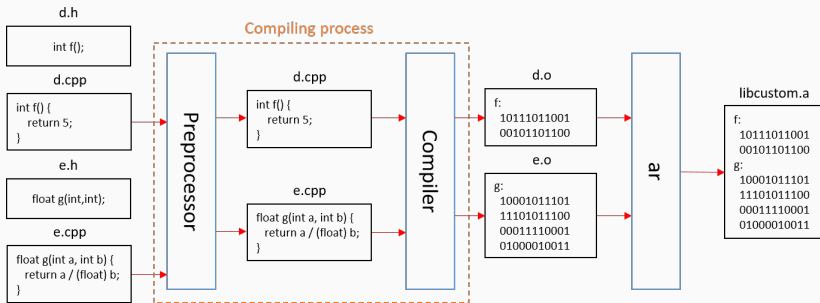 Compiling process
d.h
int f();
d.cpp
int f() {
return 5;
}
e.h
float g(int,int);
e.cpp
float g(int a, int b) {
return a / (float) b;
}
Preprocessor
d.cpp
int f() {
return 5;
}
e.cpp
float g(int a, int b) {
return a / (float) b;
}
Compiler
d.o
f:
10111011001
00101101100
e.o
g:
10001011101
11101011100
00011110001
01000010011
ar
libcustom.a
f:
10111011001
00101101100
g:
10001011101
11101011100
00011110001
01000010011